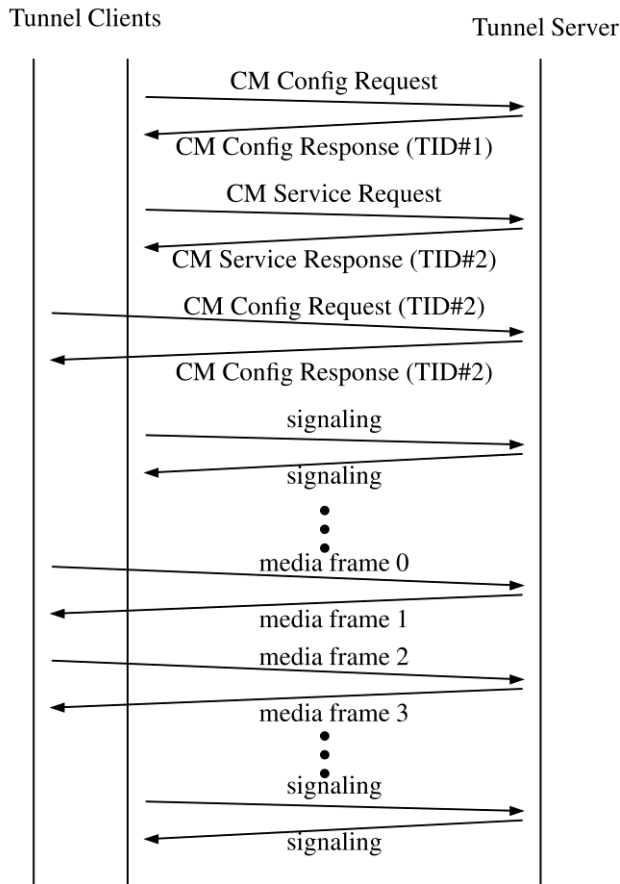 Tunnel Clients
Tunnel Server
CM Config Request
CM Config Response (TID#1)
CM Service Request
CM Service Response (TID#2)
CM Config Request (TID#2)
CM Config Response (TID#2)
signaling
signaling
media frame 0
media frame 1
media frame 2
media frame 3
signaling
signaling